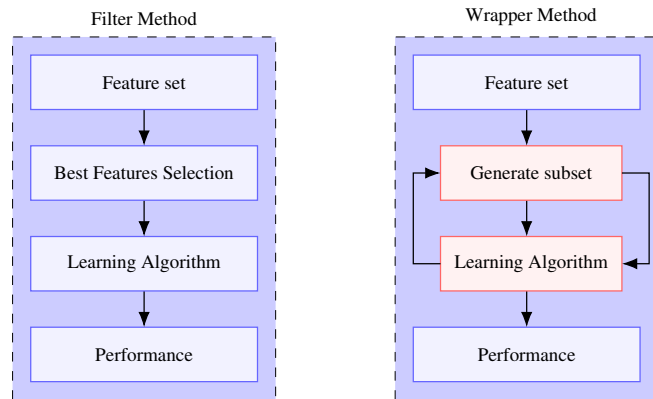 Filter Method
Feature set
Best Features Selection
Learning Algorithm
Performance
Wrapper Method
Feature set
Generate subset
Learning Algorithm
Performance